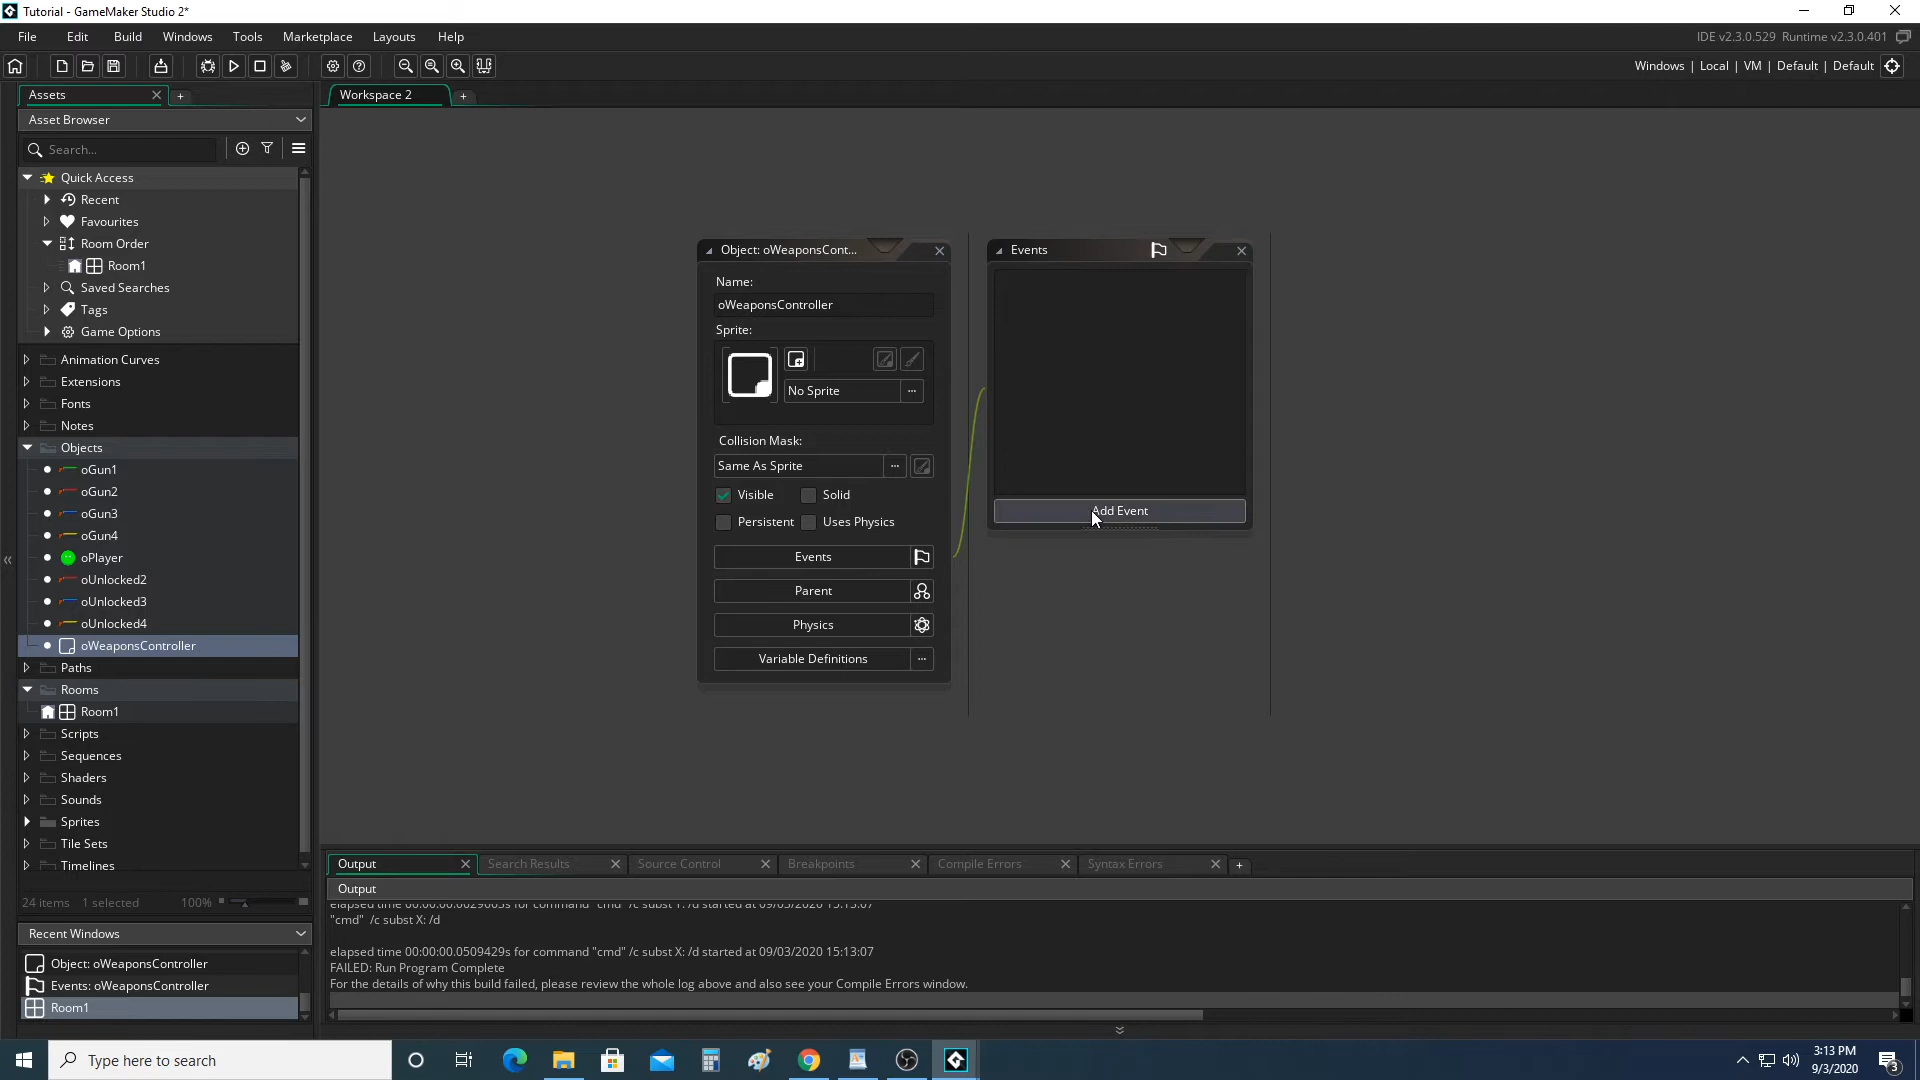 Tutorial - GameMaker Studio 2*
File Edit Build Windows Tools Marketplace Layouts Help
IDE v2.3.0.529 Runtime v2.3.0.401
Windows | Local | VM | Default | Default
Assets
Workspace 2
Asset Browser
Search...
Quick Access
Recent
Favourites
Room Order
Room1
Saved Searches
Tags
Game Options
Animation Curves
Extensions
Fonts
Notes
Objects
oGun1
oGun2
oGun3
oGun4
oPlayer
oUnlocked2
oUnlocked3
oUnlocked4
oWeaponsController
Paths
Rooms
Room1
Scripts
Sequences
Shaders
Sounds
Sprites
Tile Sets
Timelines
24 items 1 selected 100%
Recent Windows
Object: oWeaponsController
Events: oWeaponsController
Room1
Object: oWeaponsCont...
Name:
oWeaponsController
Sprite:
No Sprite
Collision Mask:
Same As Sprite
Visible Solid
Persistent Uses Physics
Events
Parent
Physics
Variable Definitions
Events
Add Event
Output Search Results Source Control Breakpoints Compile Errors Syntax Errors
Output
"cmd" /c subst X: /d
elapsed time 00:00:00.0509429s for command "cmd" /c subst X: /d started at 09/03/2020 15:13:07
FAILED: Run Program Complete
For the details of why this build failed, please review the whole log above and also see your Compile Errors window.
Type here to search
3:13 PM
9/3/2020
3